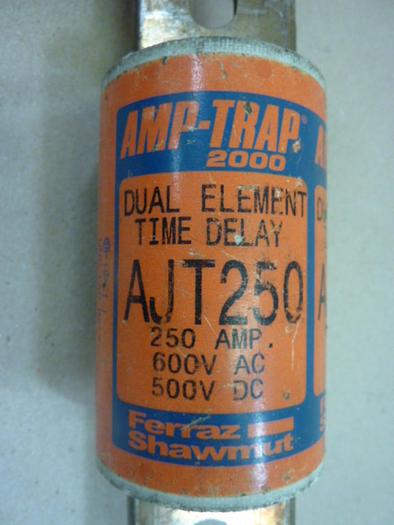 AMP-TRAP®
2000
DUAL ELEMENT
TIME DELAY
AJT250
250 AMP.
600V AC
500V DC
Ferraz
Shawmut